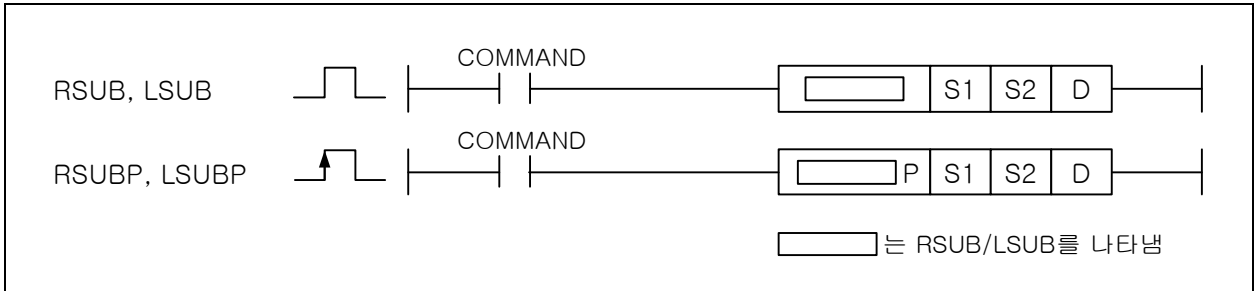 COMMAND
RSUB, LSUB S1 S2 D
COMMAND
RSUBP, LSUBP P S1 S2 D
는 RSUB/LSUB를 나타냄